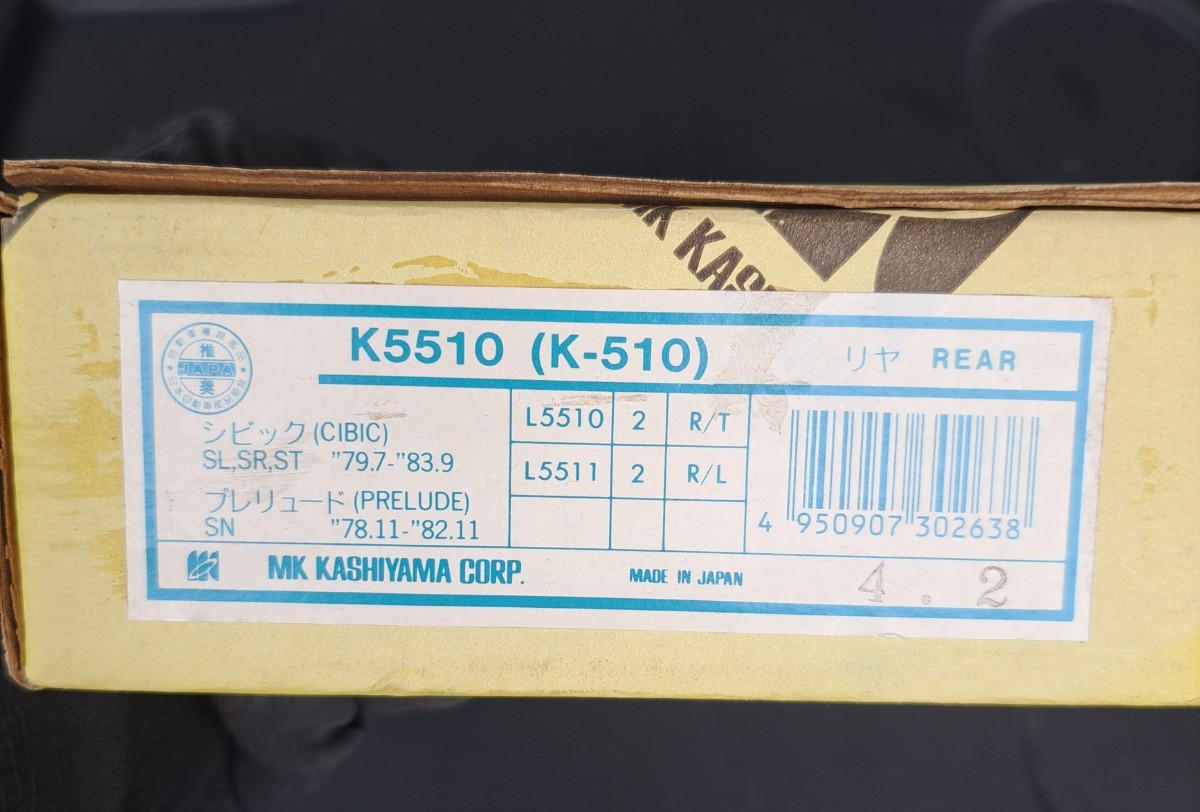 MK KAS
K5510 (K-510)
リヤ REAR
推
JAPA
奨
シビック(CIBIC)
SL,SR,ST "79.7-"83.9
プレリュード(PRELUDE)
SN "78.11-"82.11
L5510 2 R/T
L5511 2 R/L
4 950907 302638
MK KASHIYAMA CORP.
MADE IN JAPAN
4 . 2